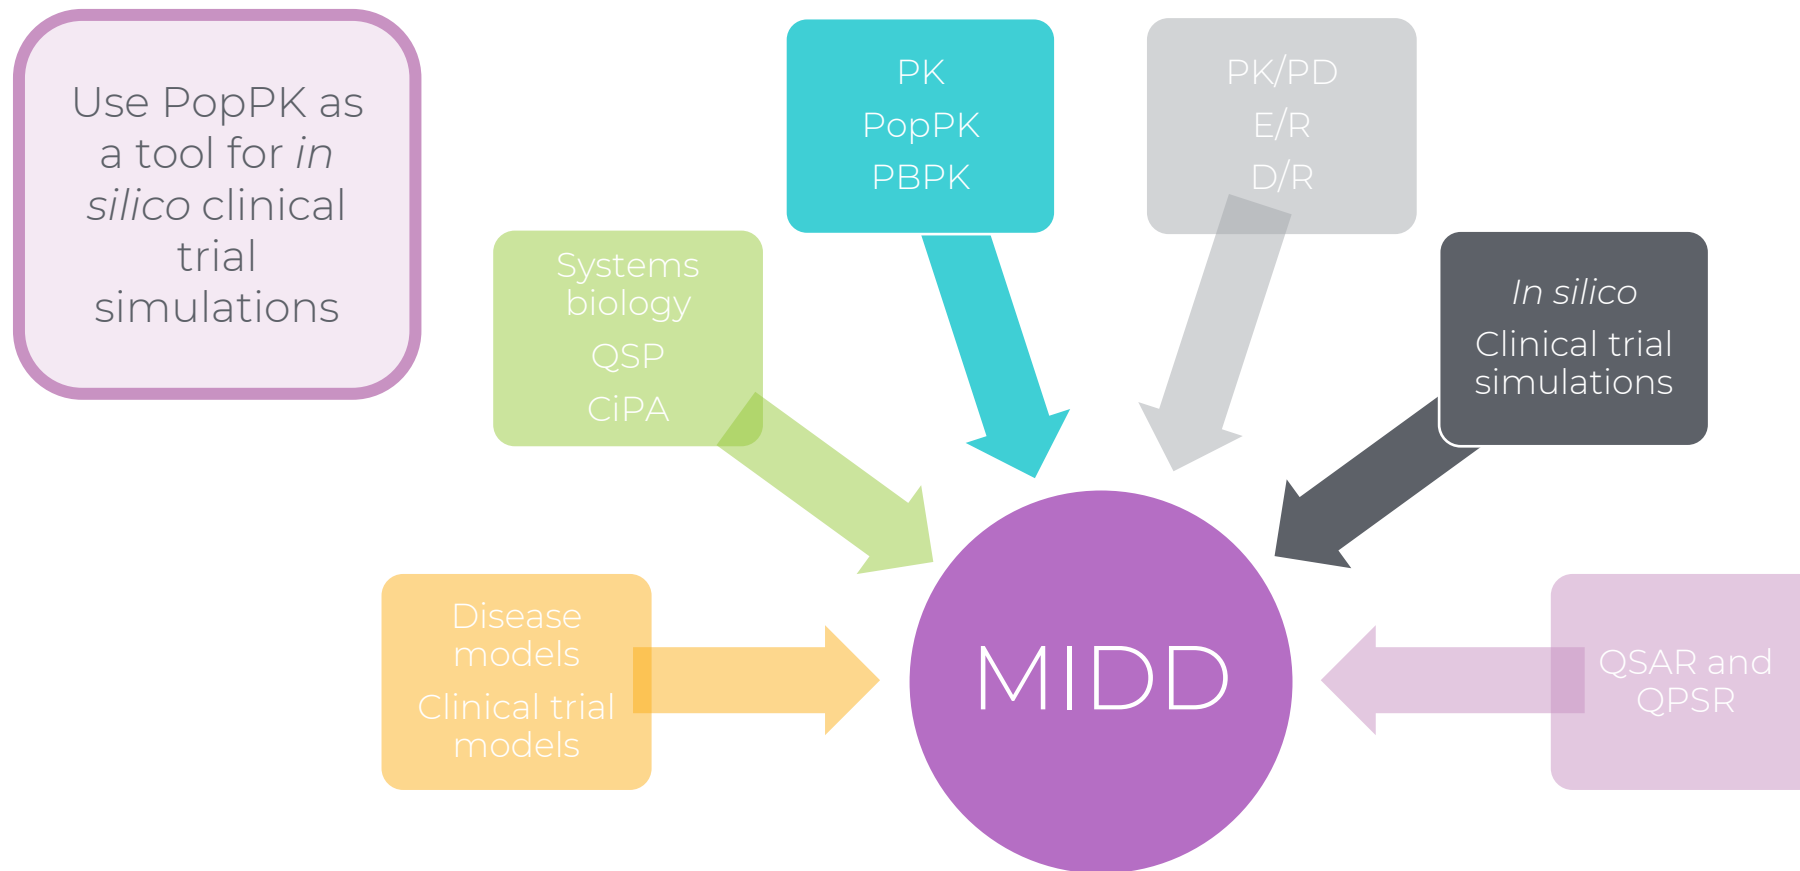 Use PopPK as
a tool for in
silico clinical
trial
simulations
PK
PopPK
PBPK
PK/PD
E/R
D/R
Systems
biology
QSP
CiPA
In silico
Clinical trial
simulations
Disease
models
Clinical trial
models
MIDD
QSAR and
QPSR